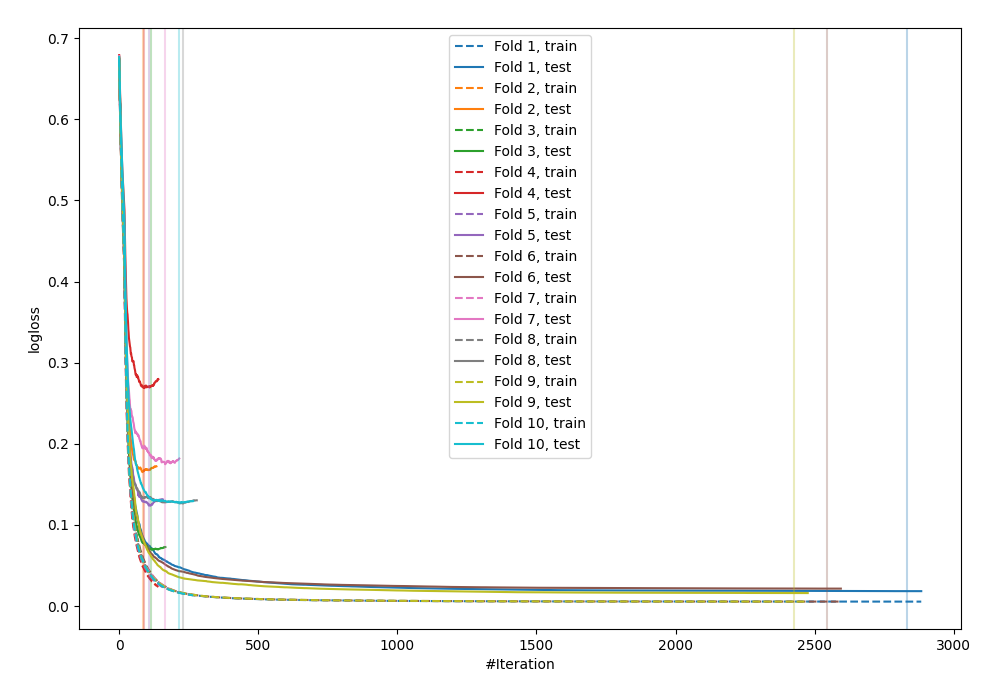 0.7
0.6
0.5
0.4
0.3
0.2
0.1
0.0
logloss
Fold 1, train
Fold 1, test
Fold 2, train
Fold 2, test
Fold 3, train
Fold 3, test
Fold 4, train
Fold 4, test
Fold 5, train
Fold 5, test
Fold 6, train
Fold 6, test
Fold 7, train
Fold 7, test
Fold 8, train
Fold 8, test
Fold 9, train
Fold 9, test
Fold 10, train
Fold 10, test
0 500 1000 1500 2000 2500 3000
#Iteration